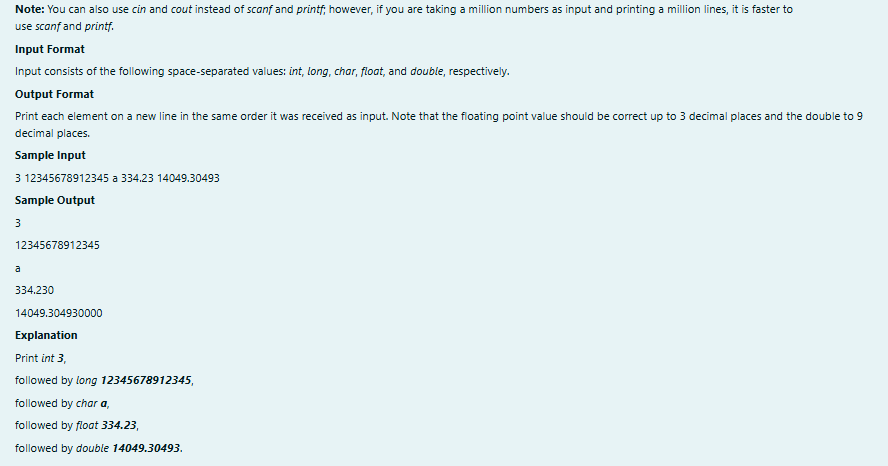 Note: You can also use cin and cout instead of scanf and printf; however, if you are taking a million numbers as input and printing a million lines, it is faster to
use scanf and printf.
Input Format
Input consists of the following space-separated values: int, long, char, float, and double, respectively.
Output Format
Print each element on a new line in the same order it was received as input. Note that the floating point value should be correct up to 3 decimal places and the double to 9
decimal places.
Sample Input
3 12345678912345 a 334.23 14049.30493
Sample Output
3
12345678912345
a
334.230
14049.304930000
Explanation
Print int 3,
followed by long 12345678912345,
followed by char a,
followed by float 334.23,
followed by double 14049.30493.